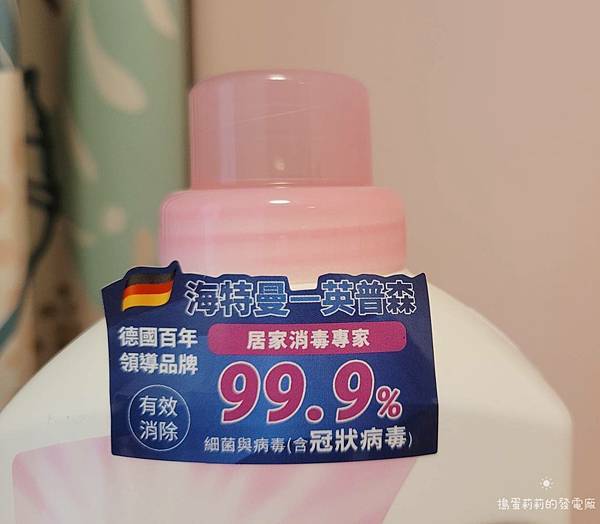 海特曼一英普森
德國百年
領導品牌
居家消毒專家
有效
消除
99.9%
細菌與病毒(含冠狀病毒)
搗蛋莉莉的發電廠